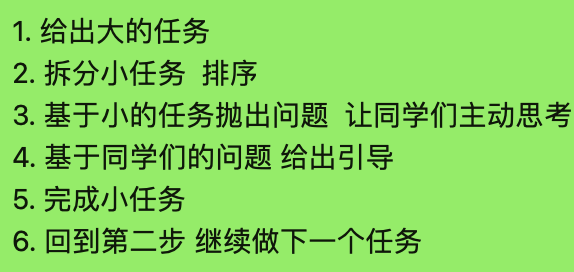 1. 给出大的任务
2. 拆分小任务  排序
3. 基于小的任务抛出问题  让同学们主动思考
4. 基于同学们的问题 给出引导
5. 完成小任务
6. 回到第二步 继续做下一个任务